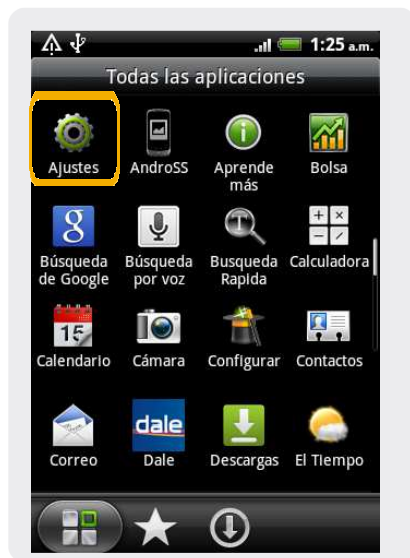 1:25 a.m.
Todas las aplicaciones
Ajustes
AndroSS
Aprende
más
Bolsa
Búsqueda
de Google
Búsqueda
por voz
Busqueda
Rapida
Calculadora
15
Calendario
Cámara
Configurar
Contactos
dale
Correo
Dale
Descargas
El TIempo